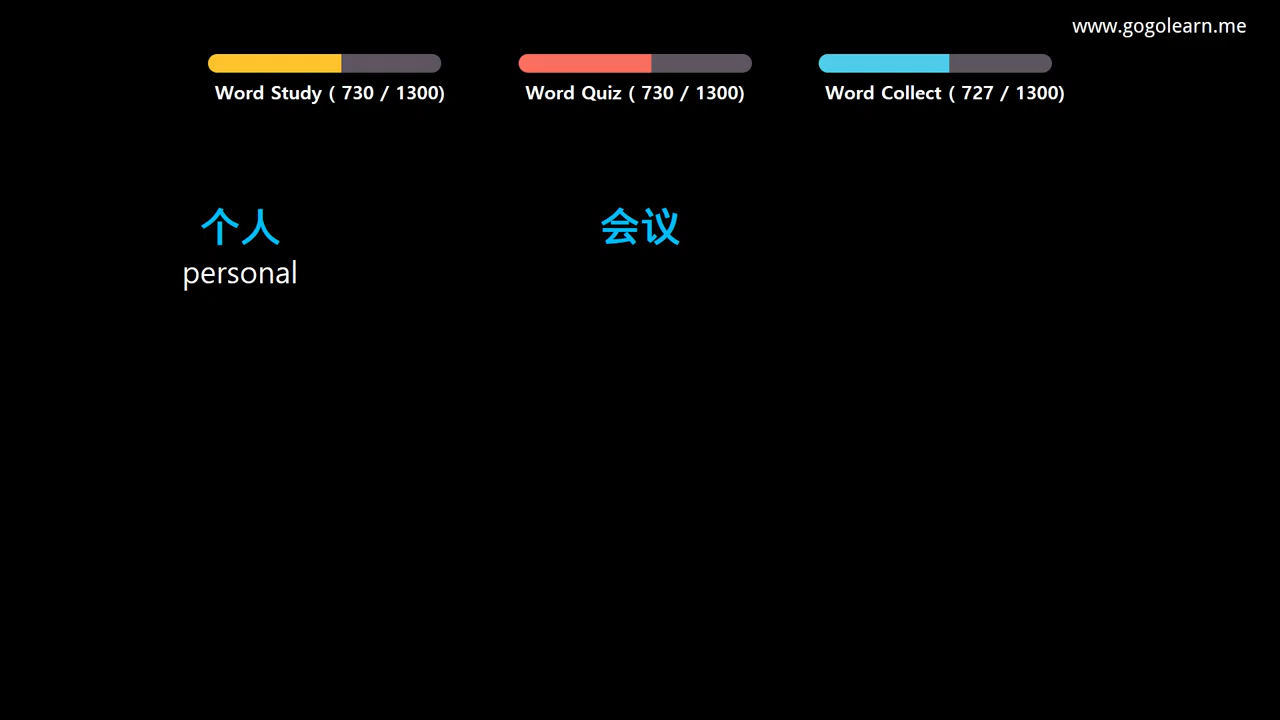 www.gogolearn.me
Word Study ( 730 / 1300)
Word Quiz ( 730 / 1300)
Word Collect ( 727 / 1300)
个人
会议
personal